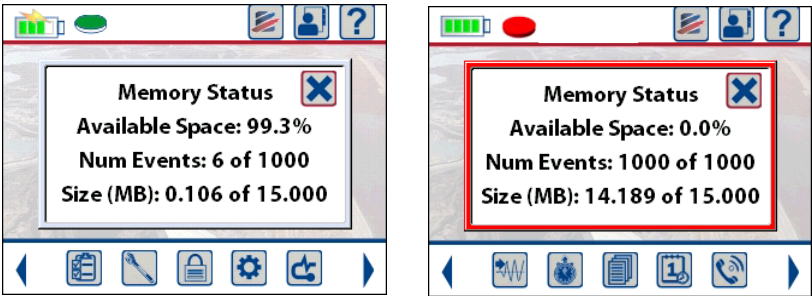 ?
Memory Status
Available Space: 99.3%
Num Events: 6 of 1000
Size (MB): 0.106 of 15.000
?
Memory Status
Available Space: 0.0%
Num Events: 1000 of 1000
Size (MB): 14.189 of 15.000
1